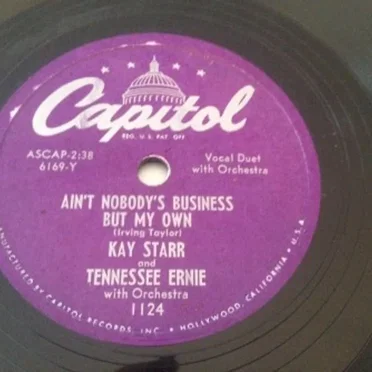 Capitol
REG. U.S. PAT. OFF.
ASCAP-2:38
6169-Y
Vocal Duet
with Orchestra
AIN'T NOBODY'S BUSINESS
BUT MY OWN
(Irving Taylor)
KAY STARR
and
TENNESSEE ERNIE
with Orchestra
1124
MANUFACTURED BY CAPITOL RECORDS, INC. • HOLLYWOOD, CALIFORNIA • U.S.A.